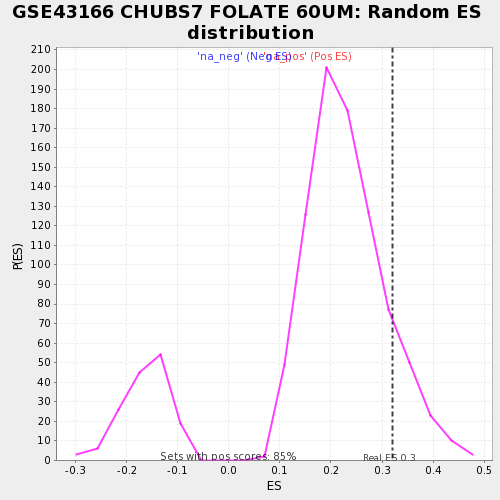 GSE43166 CHUBS7 FOLATE 60UM: Random ES
distribution
'na_neg' (Neg ES) 'na_pos' (Pos ES)
210
200
190
180
170
160
150
140
130
120
110
100
90
80
70
60
50
40
30
20
10
0
P(ES)
Sets with pos scores: 85%
Real ES 0.3
-0.3 -0.2 -0.1 0.0 0.1 0.2 0.3 0.4 0.5
ES